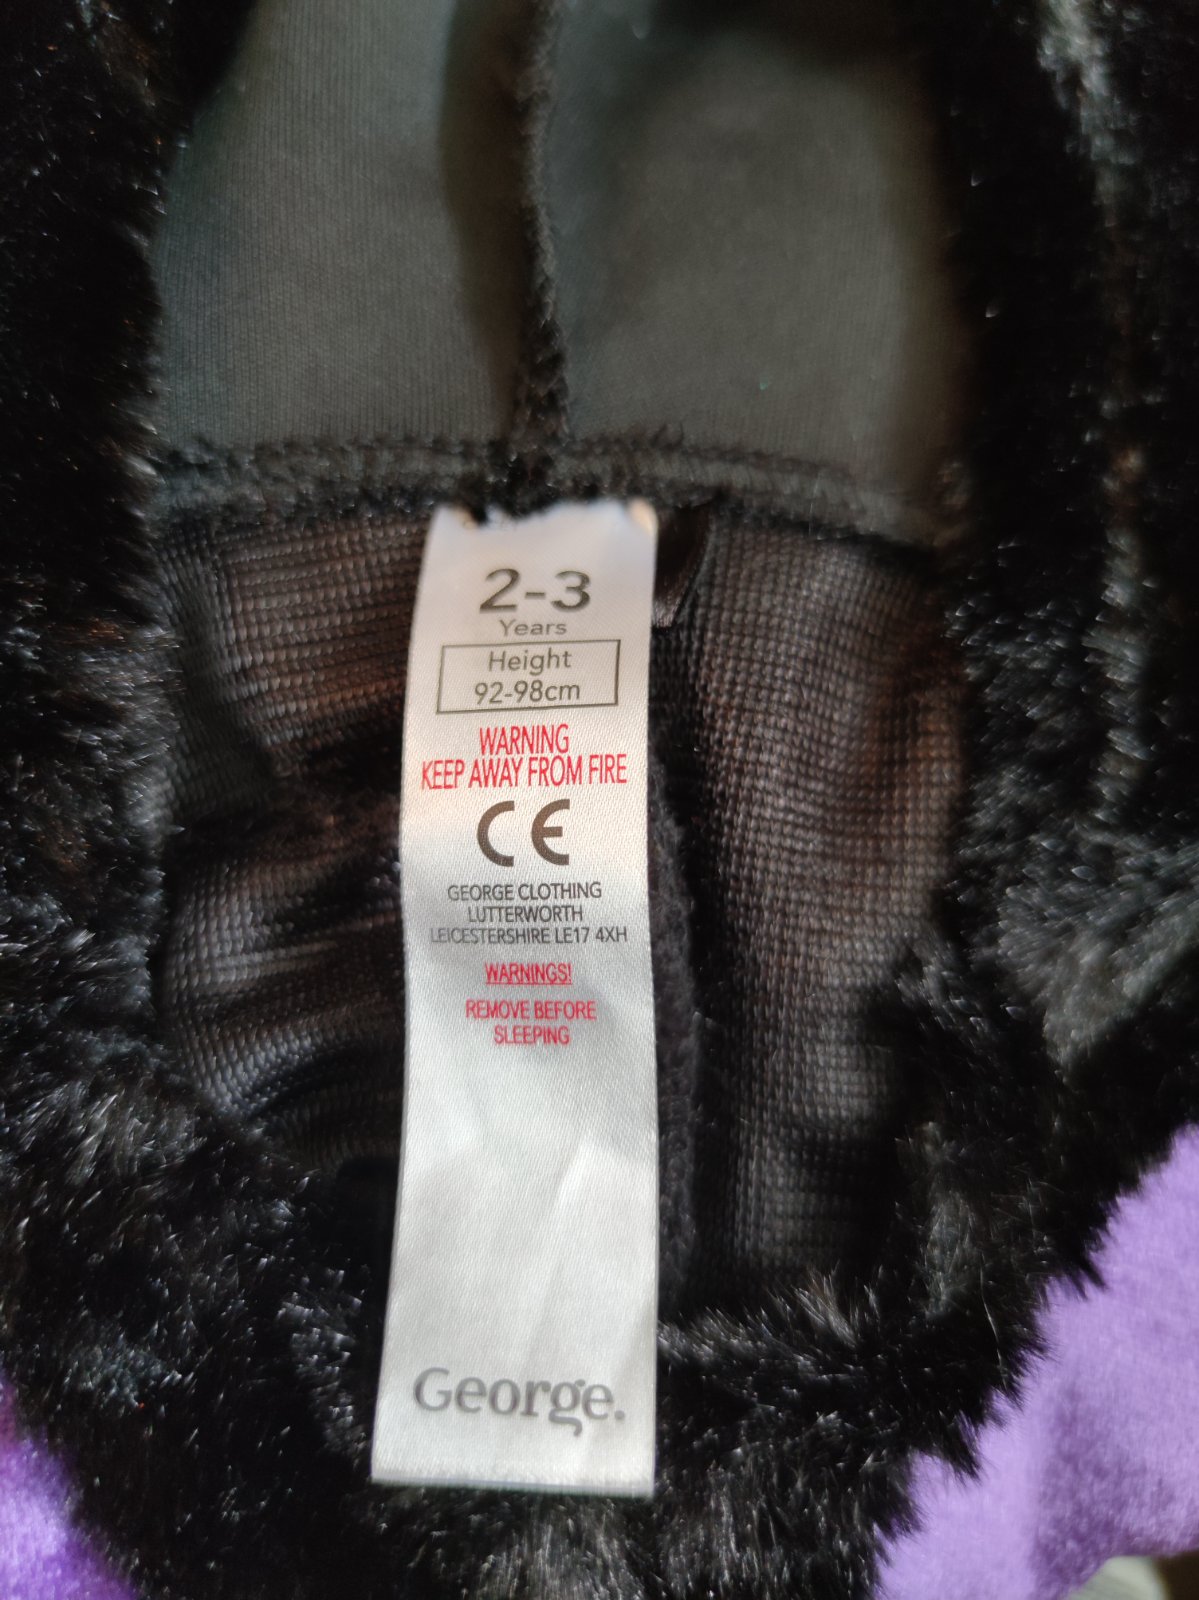 2-3
Years
Height
92-98cm
WARNING
KEEP AWAY FROM FIRE
CE
GEORGE CLOTHING
LUTTERWORTH
LEICESTERSHIRE LE17 4XH
WARNINGS!
REMOVE BEFORE
SLEEPING
George.